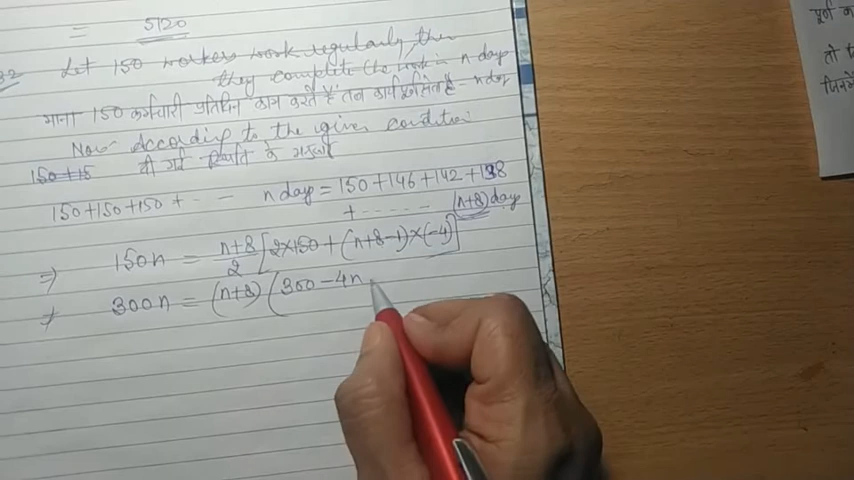 = 5120
32 Let 150 workers work regularly, then
they complete the work in n days
माना 150 कर्मचारी प्रतिदिन काम करते हैं तब कार्य पूर्ण होता है - n day
Now According to the given condition
150+15 दी गई स्थिति के अनुसार
150+150+150+ - - n day = 150+146+142+138
+ - - - - - (n+8) day
⇒ 150n = n+8/2 [2×150+(n+8-1)×(-4)]
⇒ 300n = (n+8) (300-4n
पूर्ण क
तो